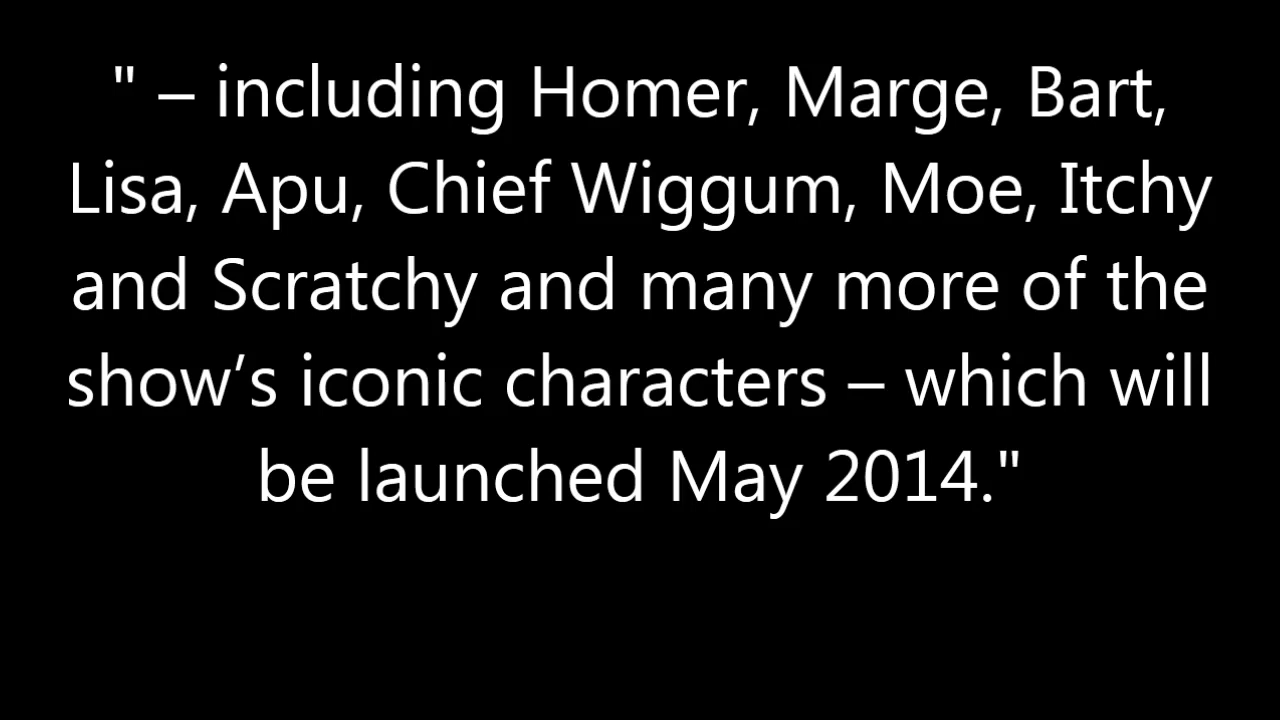 " – including Homer, Marge, Bart,
Lisa, Apu, Chief Wiggum, Moe, Itchy
and Scratchy and many more of the
show’s iconic characters – which will
be launched May 2014."